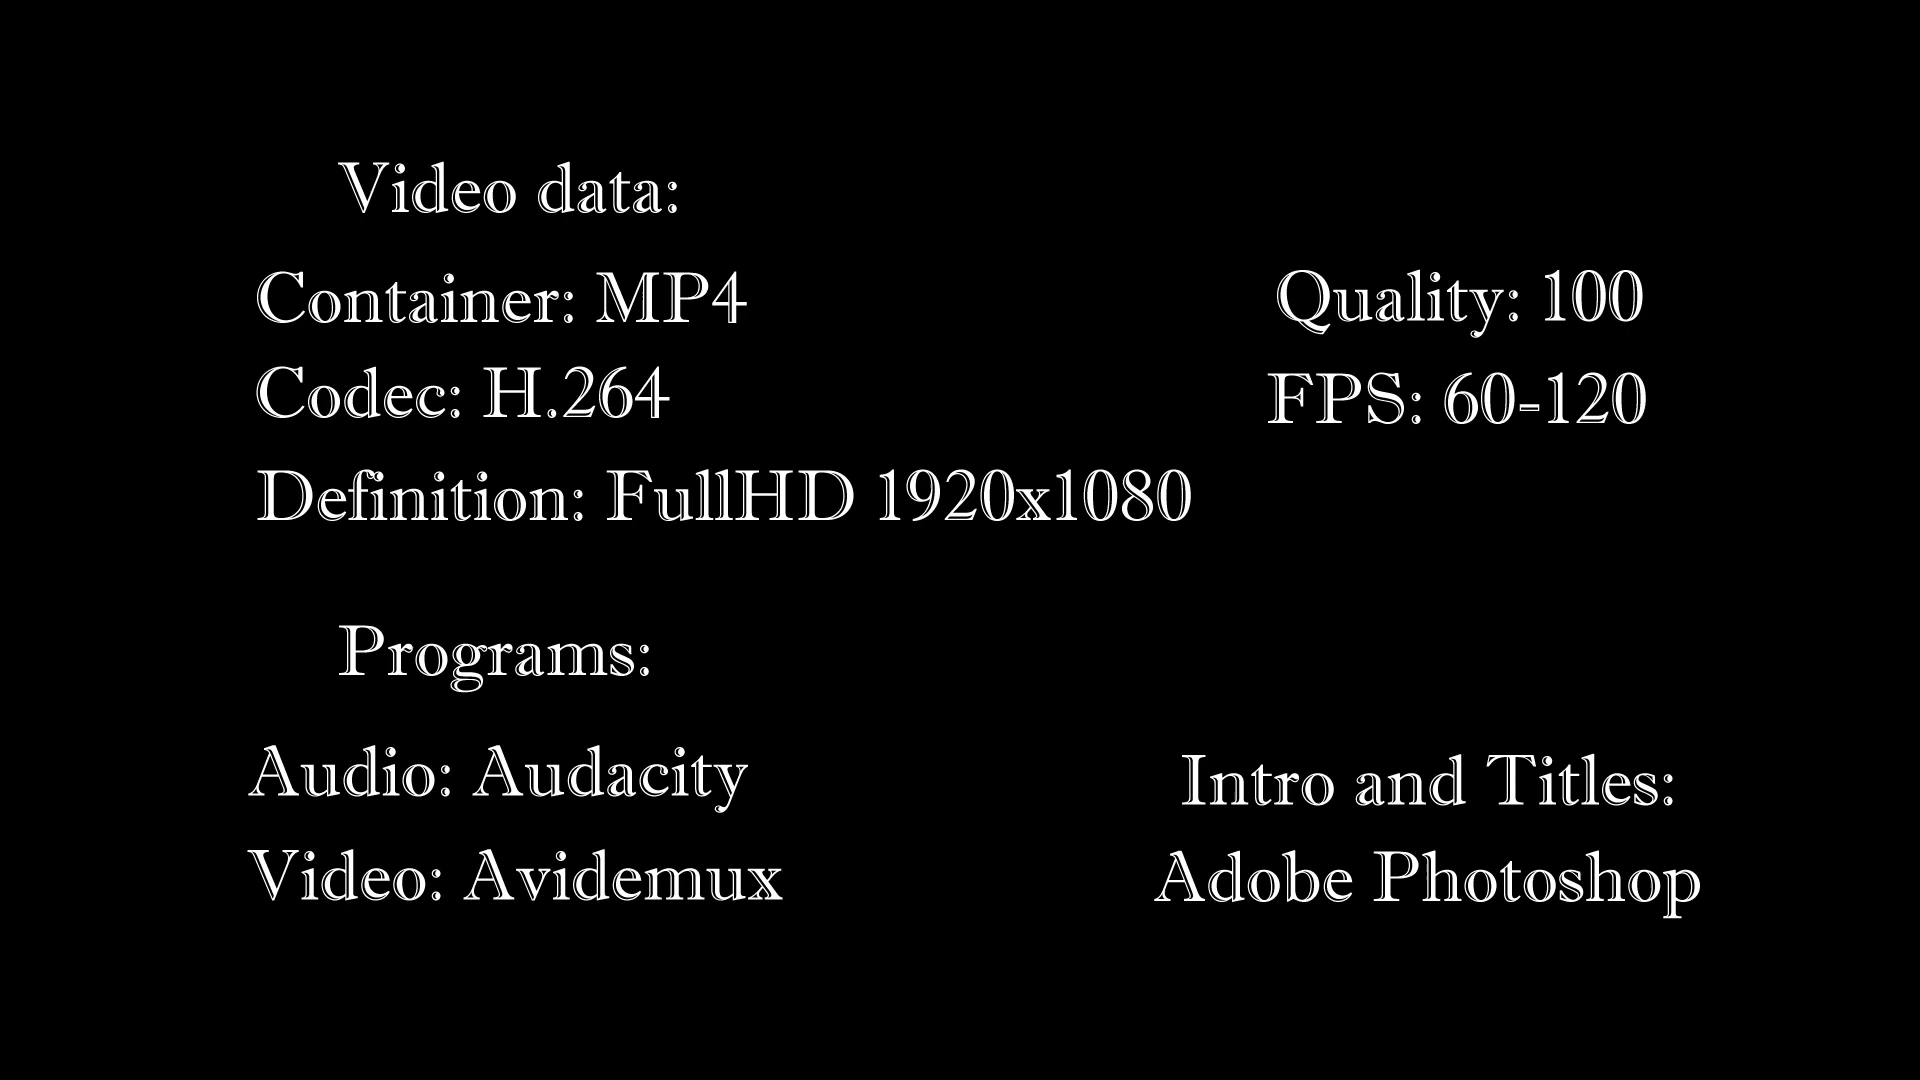 Video data:
Container: MP4
Quality: 100
Codec: H.264
FPS: 60-120
Definition: FullHD 1920x1080
Programs:
Audio: Audacity
Intro and Titles:
Video: Avidemux
Adobe Photoshop